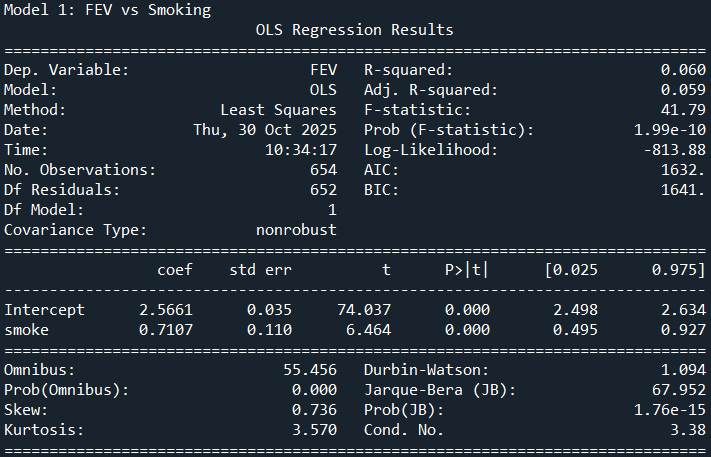 Model 1: FEV vs Smoking
                            OLS Regression Results
==============================================================================
Dep. Variable:                    FEV   R-squared:                       0.060
Model:                            OLS   Adj. R-squared:                  0.059
Method:                 Least Squares   F-statistic:                     41.79
Date:                Thu, 30 Oct 2025   Prob (F-statistic):           1.99e-10
Time:                        10:34:17   Log-Likelihood:                -813.88
No. Observations:                 654   AIC:                             1632.
Df Residuals:                     652   BIC:                             1641.
Df Model:                           1
Covariance Type:            nonrobust
==============================================================================
                 coef    std err          t      P>|t|      [0.025      0.975]
------------------------------------------------------------------------------
Intercept      2.5661      0.035     74.037      0.000       2.498       2.634
smoke          0.7107      0.110      6.464      0.000       0.495       0.927
==============================================================================
Omnibus:                       55.456   Durbin-Watson:                   1.094
Prob(Omnibus):                  0.000   Jarque-Bera (JB):               67.952
Skew:                           0.736   Prob(JB):                     1.76e-15
Kurtosis:                       3.570   Cond. No.                         3.38
==============================================================================